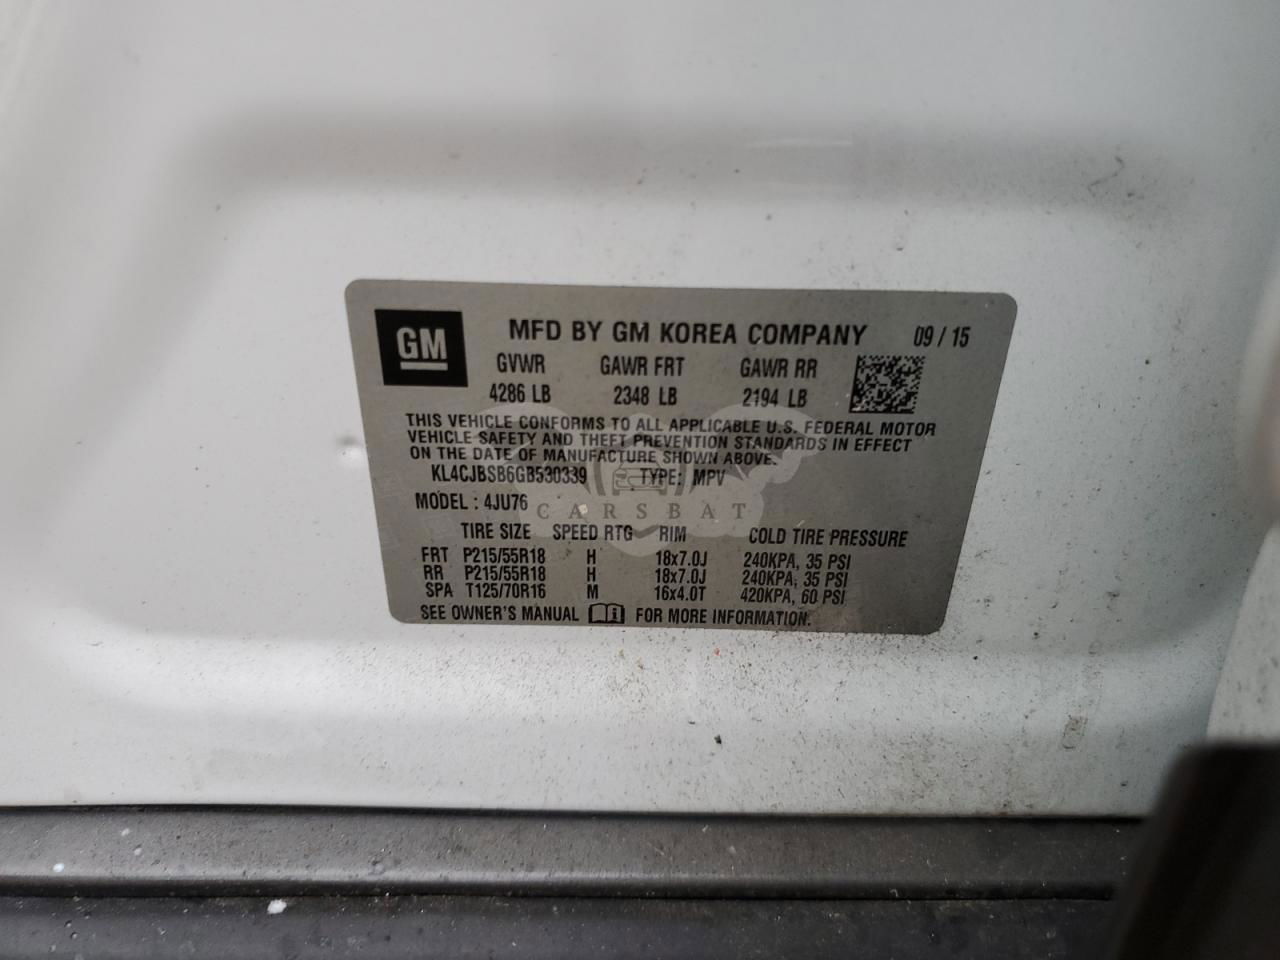 GM
MFD BY GM KOREA COMPANY 09 / 15
GVWR GAWR FRT GAWR RR
4286 LB 2348 LB 2194 LB
THIS VEHICLE CONFORMS TO ALL APPLICABLE U.S. FEDERAL MOTOR
VEHICLE SAFETY AND THEFT PREVENTION STANDARDS IN EFFECT
ON THE DATE OF MANUFACTURE SHOWN ABOVE.
KL4CJBSB6GB530339 TYPE: MPV
MODEL : 4JU76
CARSBAT
TIRE SIZE SPEED RTG RIM COLD TIRE PRESSURE
FRT P215/55R18 H 18x7.0J 240KPA, 35 PSI
RR P215/55R18 H 18x7.0J 240KPA, 35 PSI
SPA T125/70R16 M 16x4.0T 420KPA, 60 PSI
SEE OWNER'S MANUAL FOR MORE INFORMATION.